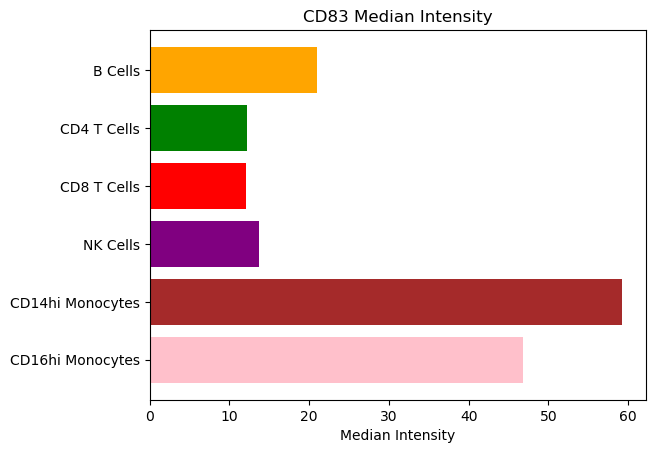 CD83 Median Intensity
B Cells
CD4 T Cells
CD8 T Cells
NK Cells
CD14hi Monocytes
CD16hi Monocytes
0 10 20 30 40 50 60
Median Intensity